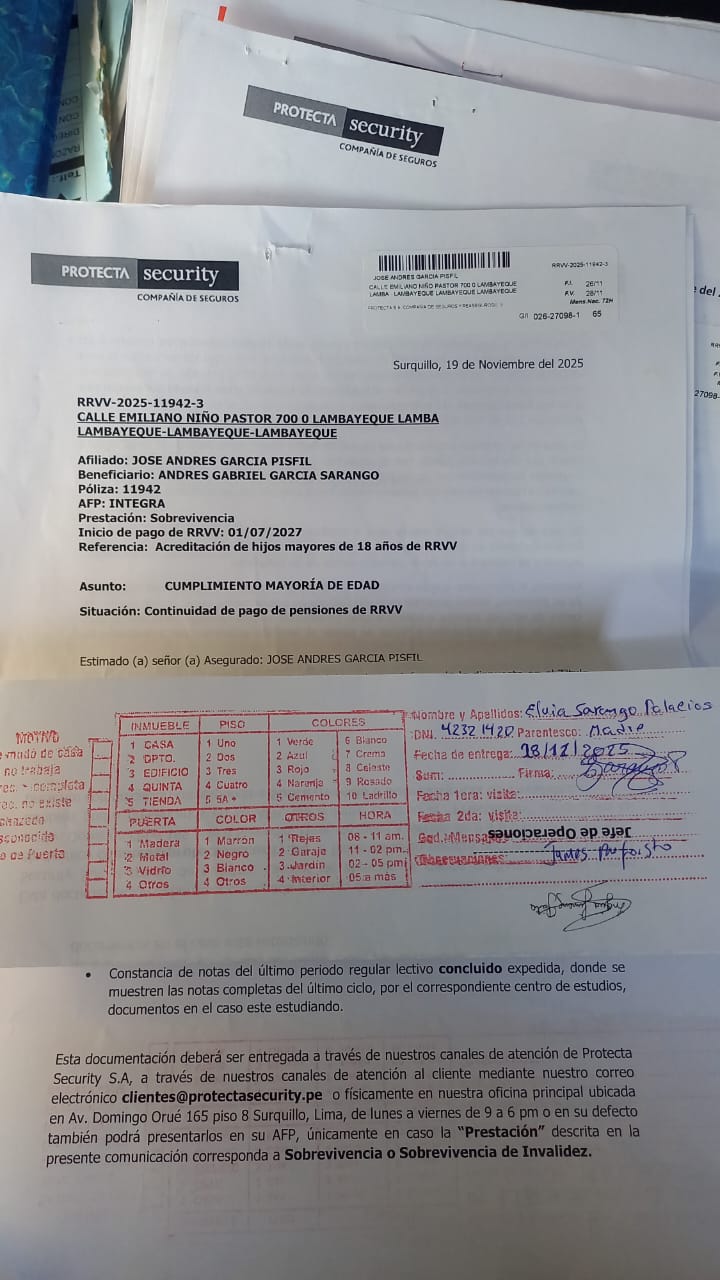 PROTECTA security
COMPAÑÍA DE SEGUROS
PROTECTA security
COMPAÑÍA DE SEGUROS
JOSE ANDRES GARCIA PISFIL
CALLE EMILIANO NIÑO PASTOR 700 0 LAMBAYEQUE
LAMBA LAMBAYEQUE LAMBAYEQUE LAMBAYEQUE
RRVV-2025-11942-3
F.I. 26/11
F.V. 28/11
Mens.Nac. 72H
G/I 026-27098-1 65
Surquillo, 19 de Noviembre del 2025
RRVV-2025-11942-3
CALLE EMILIANO NIÑO PASTOR 700 0 LAMBAYEQUE LAMBA
LAMBAYEQUE-LAMBAYEQUE-LAMBAYEQUE
Afiliado: JOSE ANDRES GARCIA PISFIL
Beneficiario: ANDRES GABRIEL GARCIA SARANGO
Póliza: 11942
AFP: INTEGRA
Prestación: Sobrevivencia
Inicio de pago de RRVV: 01/07/2027
Referencia: Acreditación de hijos mayores de 18 años de RRVV
Asunto: CUMPLIMIENTO MAYORÍA DE EDAD
Situación: Continuidad de pago de pensiones de RRVV
Estimado (a) señor (a) Asegurado: JOSE ANDRES GARCIA PISFIL
MOTIVO
no trabaja
INMUEBLE PISO COLORES
1 CASA 1 Uno 1 Verde 6 Blanco
2 DPTO. 2 Dos 2 Azul 7 Crema
3 EDIFICIO 3 Tres 3 Rojo 8 Celeste
4 QUINTA 4 Cuatro 4 Naranja 9 Rosado
5 TIENDA 5 5A+ 5 Cemento 10 Ladrillo
PUERTA COLOR OTROS HORA
1 Madera 1 Marrón 1 Rejas 08 - 11 am.
2 Metal 2 Negro 2 Garaje 11 - 02 pm.
3 Vidrio 3 Blanco 3 Jardín 02 - 05 pm
4 Otros 4 Otros 4 Interior 05 a más
Nombre y Apellidos: Elvia Sarango Palacios
DNI. 42321420 Parentesco: Madre
Fecha de entrega: 28/12/2025
Sum: Firma:
Fecha 1era: visita:
Fecha 2da: visita:
Cod. Mensaj
Jefe de Operaciones
Observaciones:
• Constancia de notas del último periodo regular lectivo concluido expedida, donde se
muestren las notas completas del último ciclo, por el correspondiente centro de estudios,
documentos en el caso este estudiando.
Esta documentación deberá ser entregada a través de nuestros canales de atención de Protecta
Security S.A, a través de nuestros canales de atención al cliente mediante nuestro correo
electrónico clientes@protectasecurity.pe o físicamente en nuestra oficina principal ubicada
en Av. Domingo Orué 165 piso 8 Surquillo, Lima, de lunes a viernes de 9 a 6 pm o en su defecto
también podrá presentarlos en su AFP, únicamente en caso la “Prestación” descrita en la
presente comunicación corresponda a Sobrevivencia o Sobrevivencia de Invalidez.